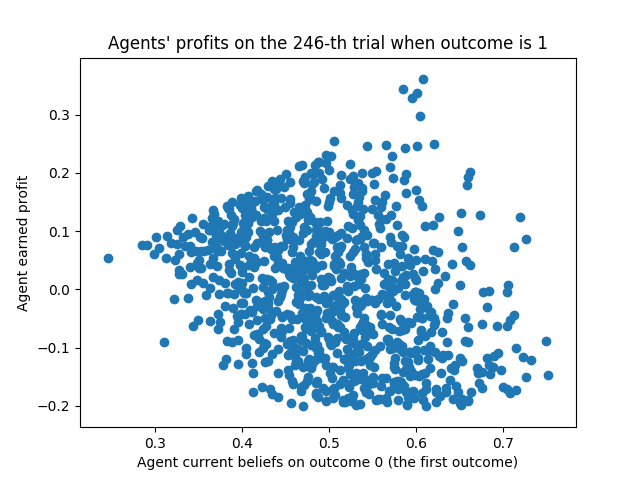 Agents' profits on the 246-th trial when outcome is 1
0.3
0.2
0.1
0.0
−0.1
−0.2
Agent earned profit
0.3 0.4 0.5 0.6 0.7
Agent current beliefs on outcome 0 (the first outcome)